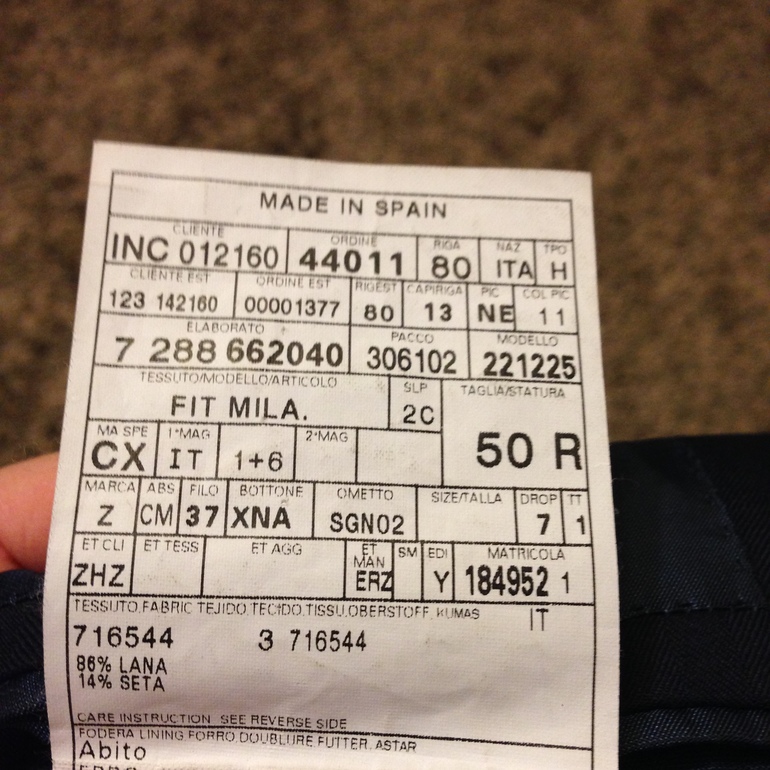 MADE IN SPAIN
CLIENTE ORDINE RIGA NAZ TPO
INC 012160 44011 80 ITA H
CLIENTE EST ORDINE EST RIGEST CAPIRIGA PIC COL PIC
123 142160 00001377 80 13 NE 11
ELABORATO PACCO MODELLO
7 288 662040 306102 221225
TESSUTO/MODELLO/ARTICOLO SLP TAGLIA/STATURA
FIT MILA. 2C 50 R
MA SPE 1°MAG 2°MAG
CX IT 1+6
MARCA ABS FILO BOTTONE OMETTO SIZE/TALLA DROP TT
Z CM 37 XNA SGN02 7 1
ET CLI ET TESS ET AGG ET MAN SM EDI MATRICOLA
ZHZ ERZ Y 184952 1
TESSUTO,FABRIC TEJIDO,TECIDO,TISSU,OBERSTOFF, KUMAS IT
716544 3 716544
86% LANA
14% SETA
CARE INSTRUCTION SEE REVERSE SIDE
FODERA LINING FORRO,DOUBLURE FUTTER, ASTAR
Abito